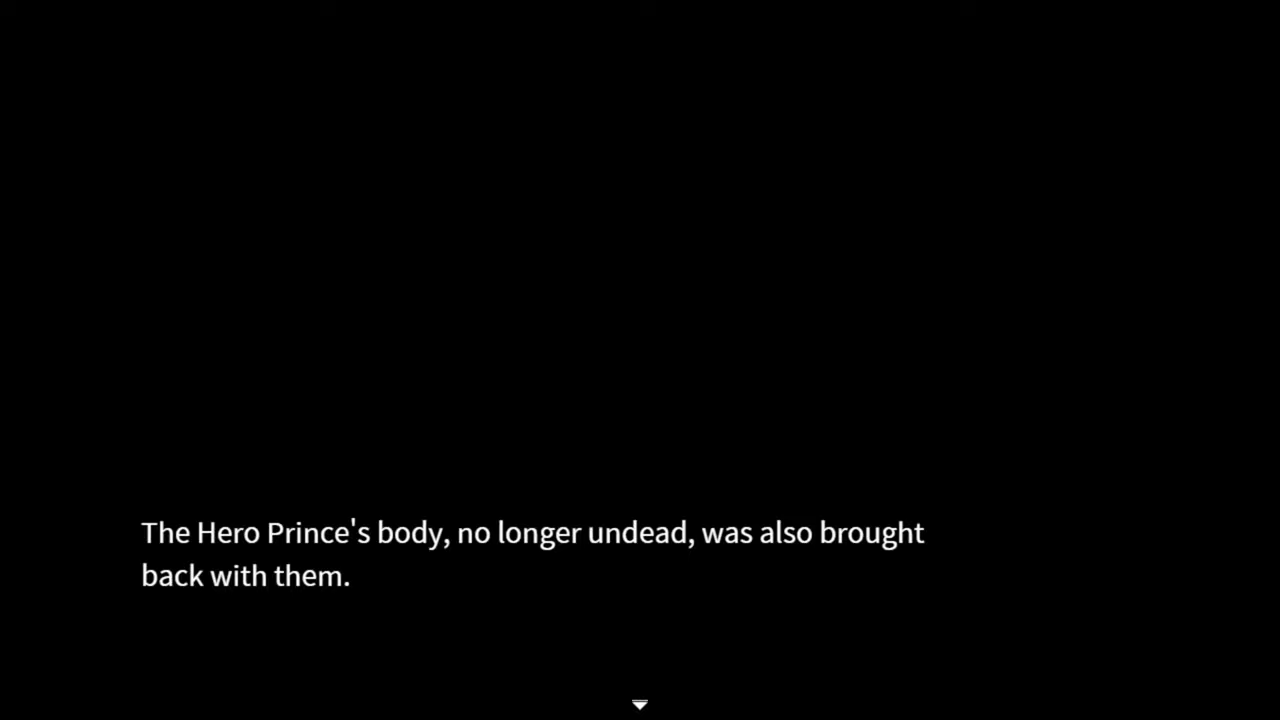 The Hero Prince's body, no longer undead, was also brought
back with them.